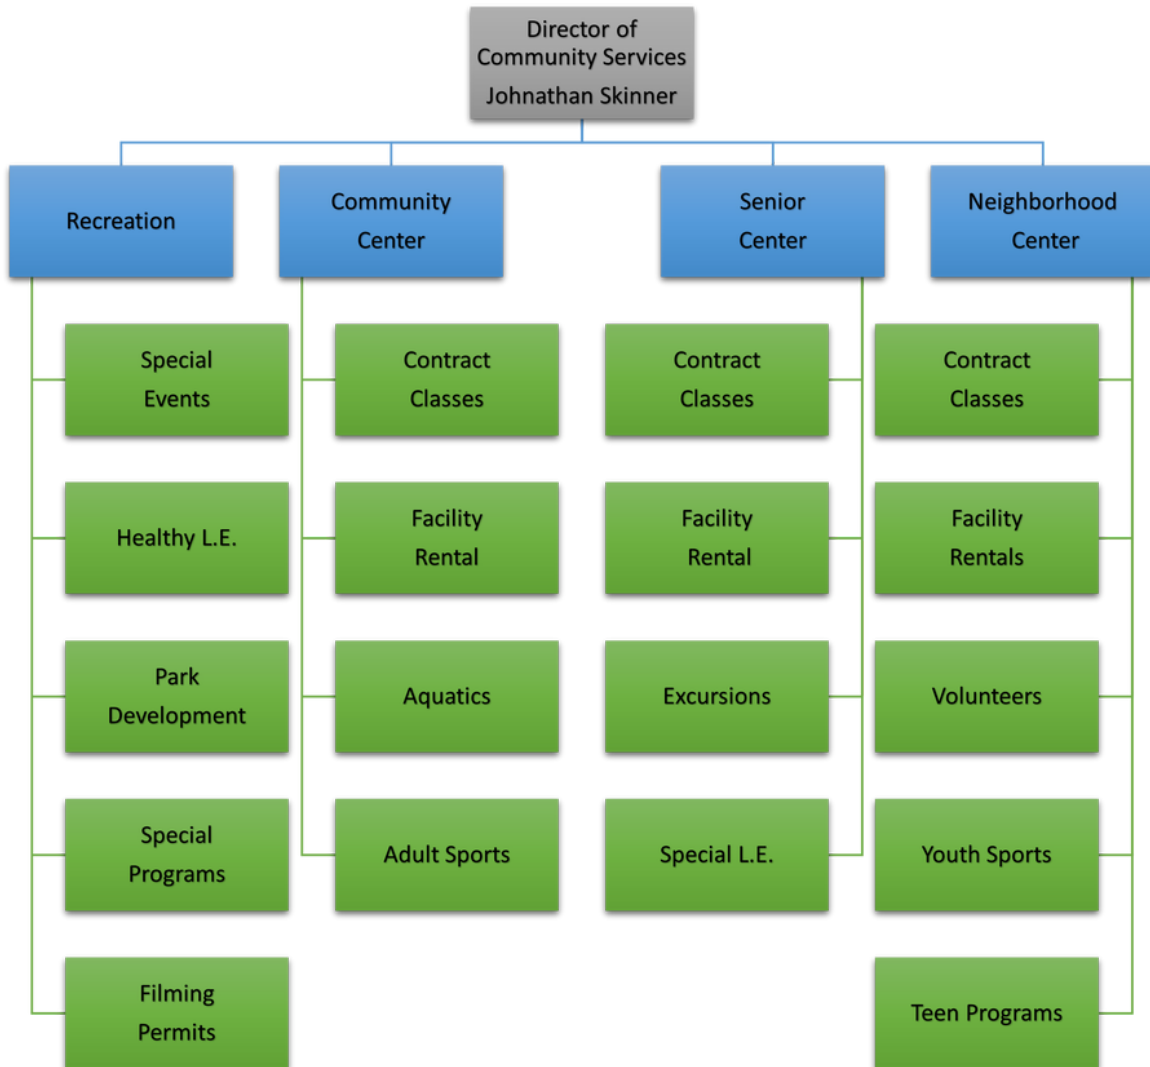 Director of
Community Services
Johnathan Skinner
Recreation
Community
Center
Senior
Center
Neighborhood
Center
Special
Events
Healthy L.E.
Park
Development
Special
Programs
Filming
Permits
Contract
Classes
Facility
Rental
Aquatics
Adult Sports
Contract
Classes
Facility
Rental
Excursions
Special L.E.
Contract
Classes
Facility
Rentals
Volunteers
Youth Sports
Teen Programs